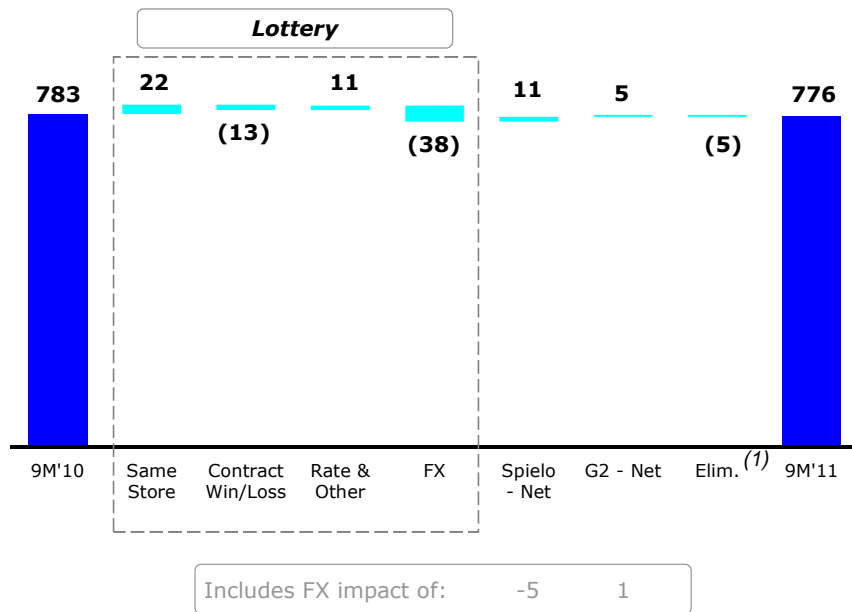 Lottery
783
22
(13)
11
(38)
11
5
(5)
776
9M'10
Same
Store
Contract
Win/Loss
Rate &
Other
FX
Spielo
- Net
G2 - Net
Elim. (1)
9M'11
Includes FX impact of: -5 1